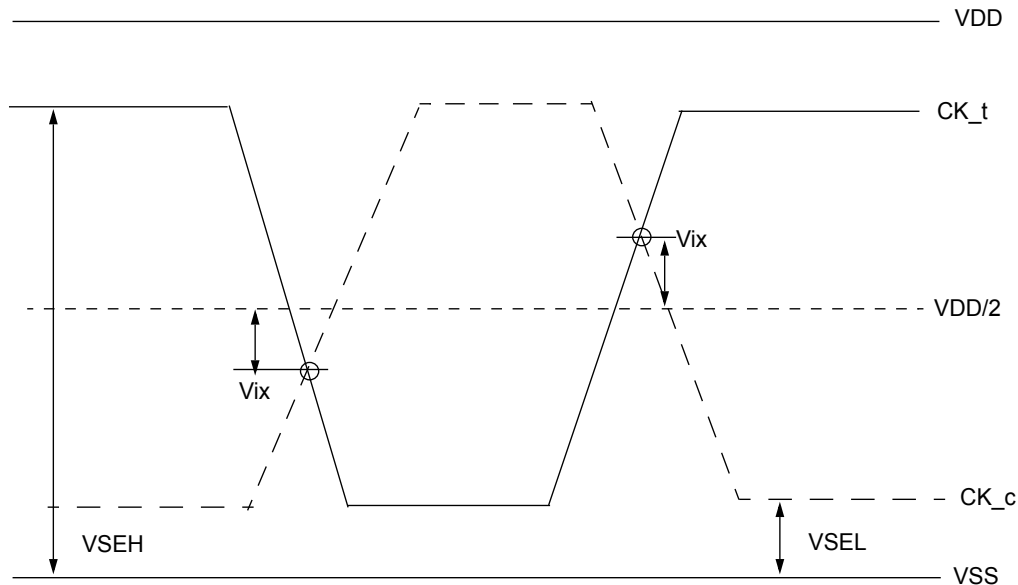 VDD
CK_t
Vix
VDD/2
Vix
CK_c
VSEH
VSEL
VSS